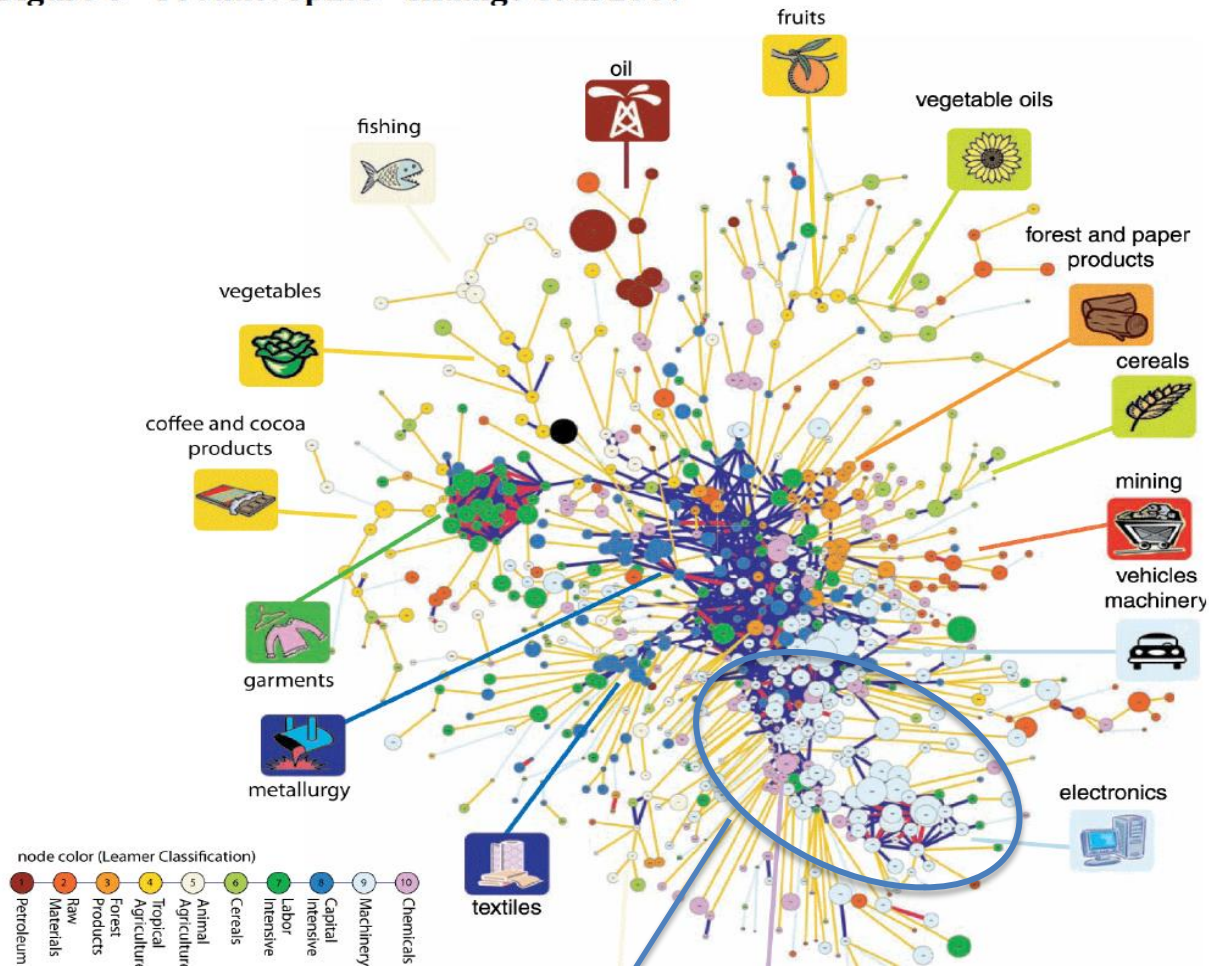 fruits
oil
vegetable oils
fishing
forest and paper
products
vegetables
cereals
coffee and cocoa
products
mining
vehicles
machinery
garments
metallurgy
electronics
textiles
node color (Leamer Classification)
1 2 3 4 5 6 7 8 9 10
Petroleum
Raw
Materials
Forest
Products
Tropical
Agriculture
Animal
Agriculture
Cereals
Labor
Intensive
Capital
Intensive
Machinery
Chemicals